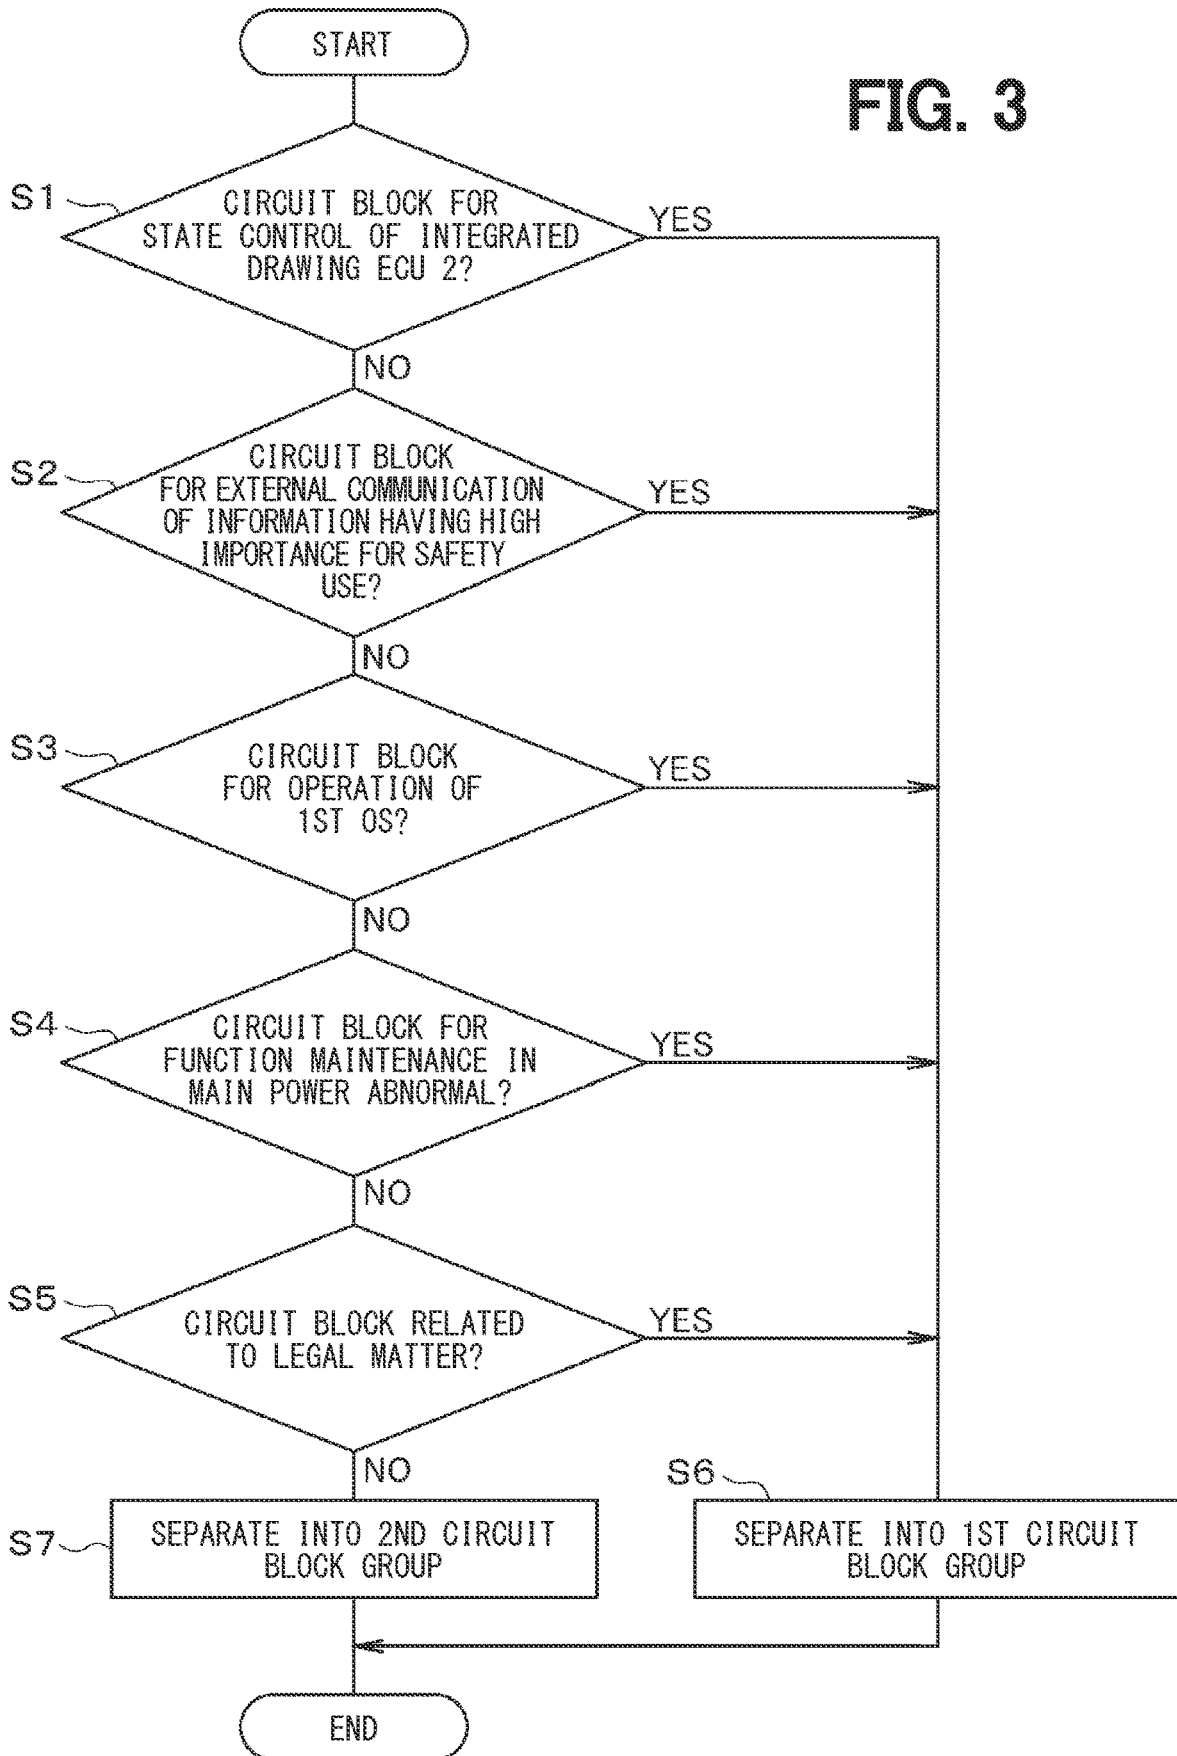 START
FIG. 3
S1
CIRCUIT BLOCK FOR
STATE CONTROL OF INTEGRATED
DRAWING ECU 2?
YES
NO
S2
CIRCUIT BLOCK
FOR EXTERNAL COMMUNICATION
OF INFORMATION HAVING HIGH
IMPORTANCE FOR SAFETY
USE?
YES
NO
S3
CIRCUIT BLOCK
FOR OPERATION OF
1ST OS?
YES
NO
S4
CIRCUIT BLOCK FOR
FUNCTION MAINTENANCE IN
MAIN POWER ABNORMAL?
YES
NO
S5
CIRCUIT BLOCK RELATED
TO LEGAL MATTER?
YES
NO
S7
SEPARATE INTO 2ND CIRCUIT
BLOCK GROUP
S6
SEPARATE INTO 1ST CIRCUIT
BLOCK GROUP
END